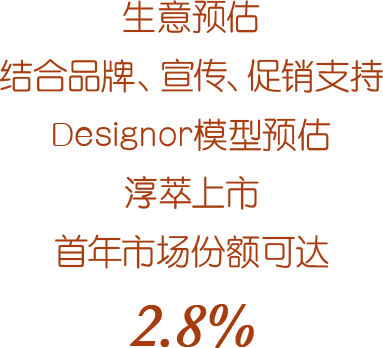 生意预估
结合品牌、宣传、促销支持
Designor模型预估
淳萃上市
首年市场份额可达
2.8%